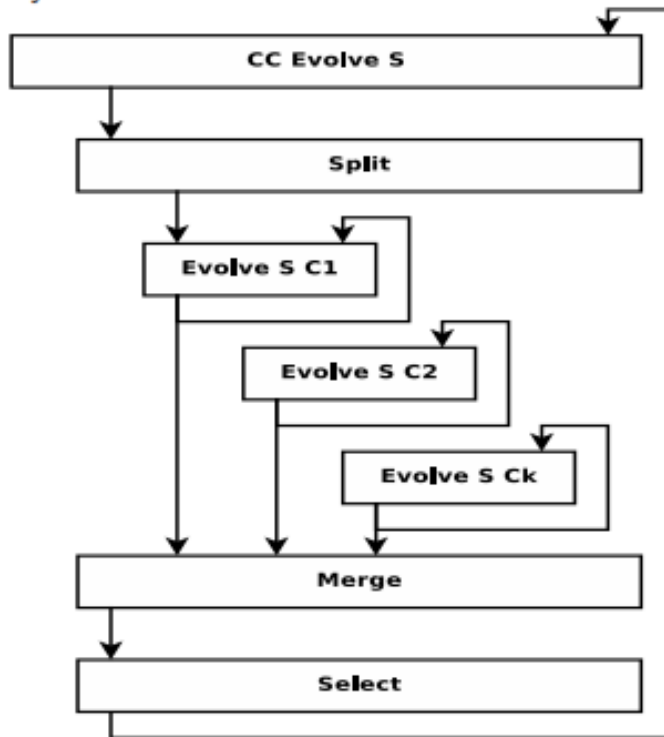 CC Evolve S
Split
Evolve S C1
Evolve S C2
Evolve S Ck
Merge
Select